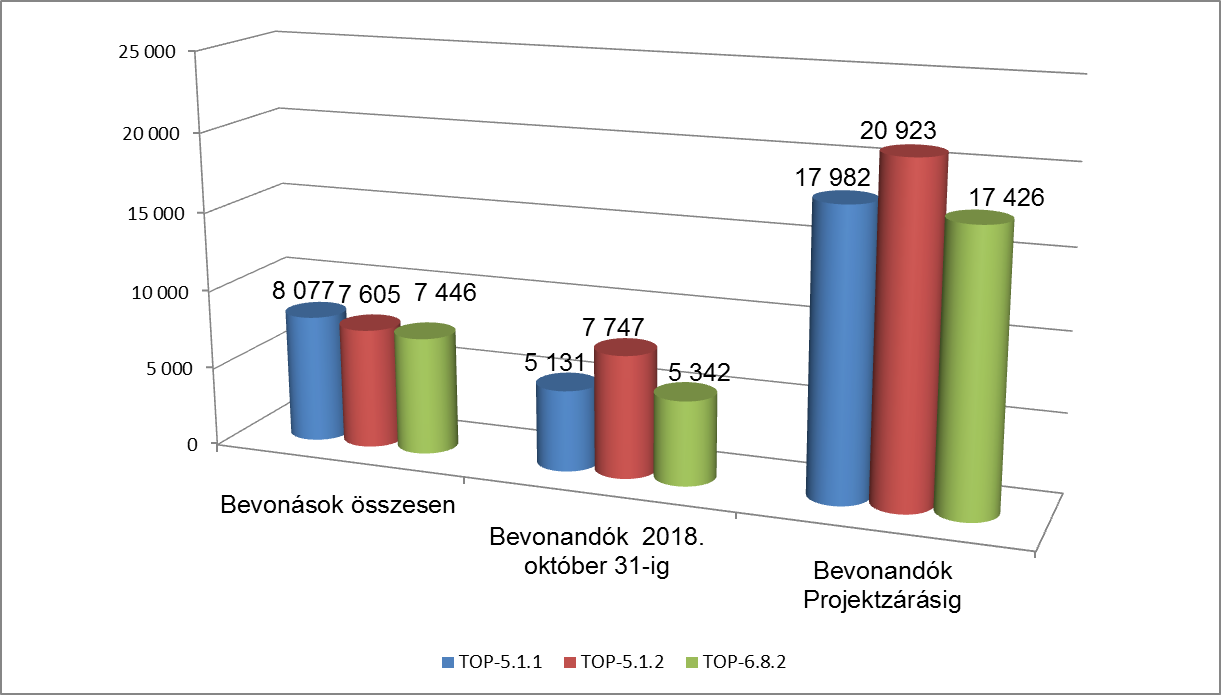 25 000
20 000
15 000
10 000
5 000
0
8 077
7 605
7 446
5 131
7 747
5 342
17 982
20 923
17 426
Bevonások összesen
Bevonandók 2018.
október 31-ig
Bevonandók
Projektzárásig
TOP-5.1.1
TOP-5.1.2
TOP-6.8.2